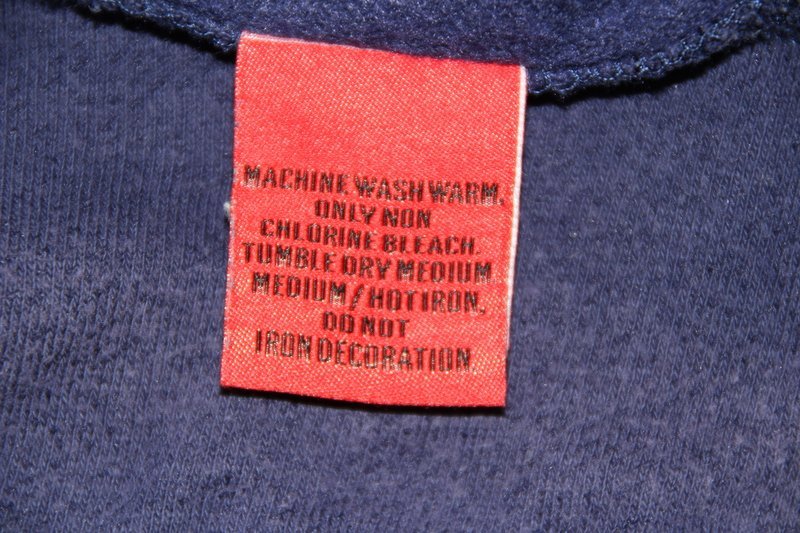 MACHINE WASH WARM.
ONLY NON
CHLORINE BLEACH.
TUMBLE DRY MEDIUM
MEDIUM/HOT IRON.
DO NOT
IRON DECORATION.